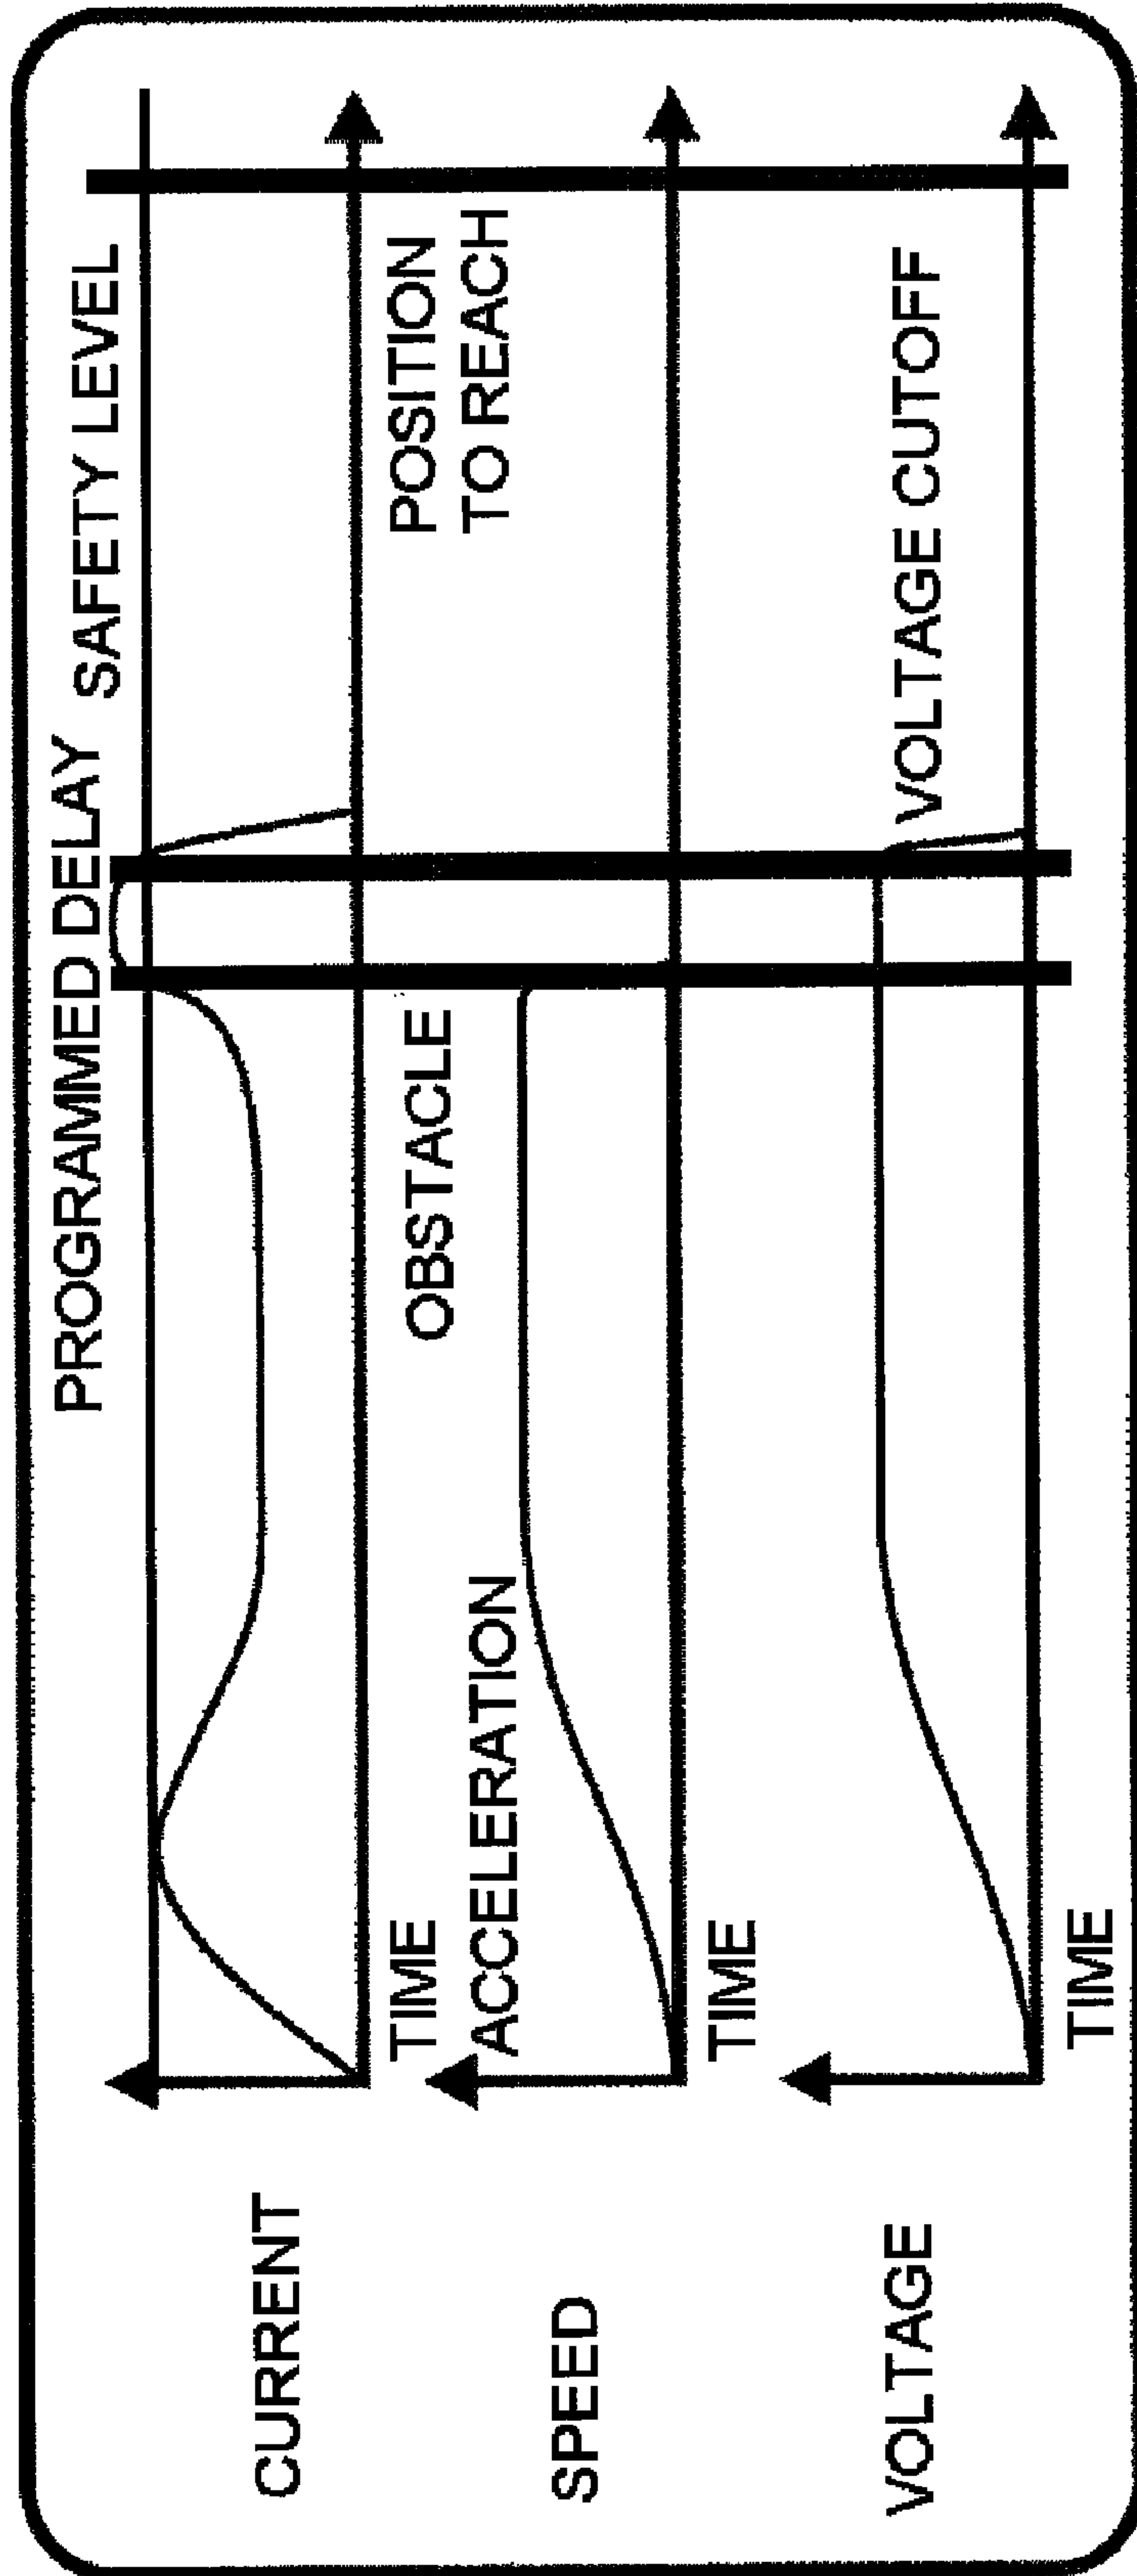 PROGRAMMED DELAY
SAFETY LEVEL
CURRENT
TIME
OBSTACLE
POSITION
TO REACH
ACCELERATION
SPEED
TIME
VOLTAGE CUTOFF
VOLTAGE
TIME